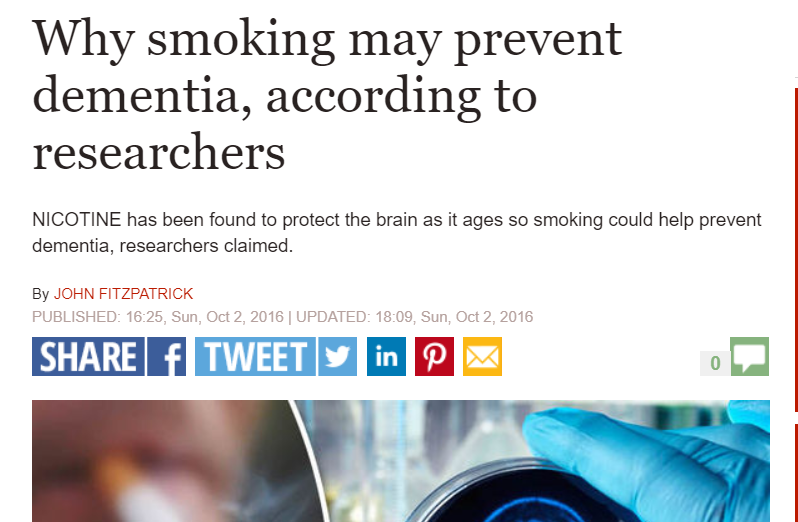 Why smoking may prevent
dementia, according to
researchers
NICOTINE has been found to protect the brain as it ages so smoking could help prevent
dementia, researchers claimed.
By JOHN FITZPATRICK
PUBLISHED: 16:25, Sun, Oct 2, 2016 | UPDATED: 18:09, Sun, Oct 2, 2016
SHARE f TWEET in 0